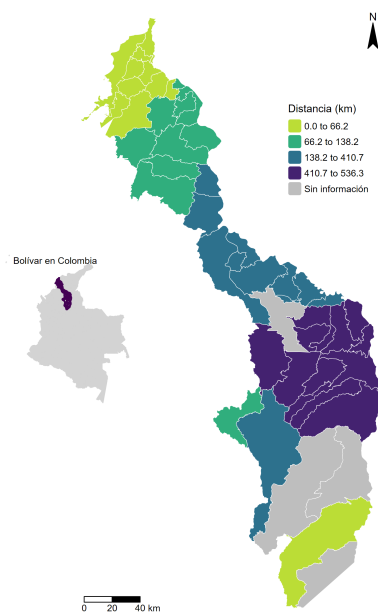 N
Distancia (km)
0.0 to 66.2
66.2 to 138.2
138.2 to 410.7
410.7 to 536.3
Sin información
Bolívar en Colombia
0 20 40 km